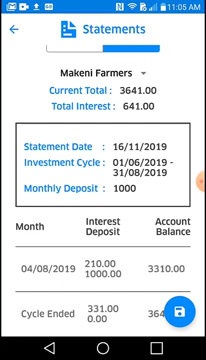 11:05 AM
Statements
Makeni Farmers
Current Total : 3641.00
Total Interest : 641.00
Statement Date : 16/11/2019
Investment Cycle : 01/06/2019 -
31/08/2019
Monthly Deposit : 1000
Month Interest Deposit Account Balance
04/08/2019 210.00 1000.00 3310.00
Cycle Ended 331.00 0.00